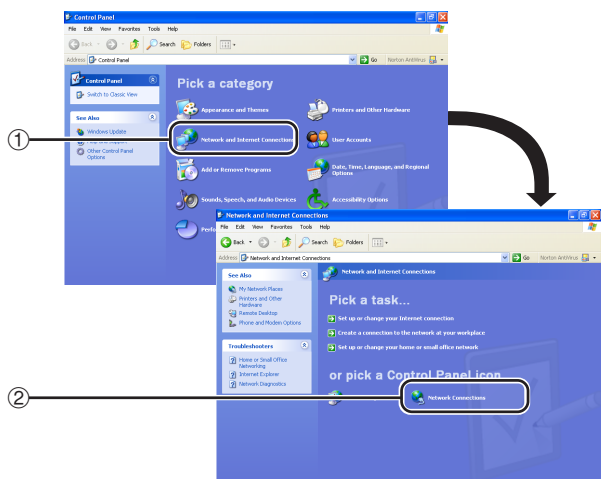 Control Panel
File Edit View Favorites Tools Help
Back Search Folders
Address Control Panel Go Norton AntiVirus
Control Panel
Switch to Classic View
See Also
Windows Update
Help and Support
Other Control Panel
Options
Pick a category
Appearance and Themes
Printers and Other Hardware
Network and Internet Connections
User Accounts
Add or Remove Programs
Date, Time, Language, and Regional
Options
Sounds, Speech, and Audio Devices
Accessibility Options
Perfo
①
Network and Internet Connections
File Edit View Favorites Tools Help
Back Search Folders
Address Network and Internet Connections Go Norton AntiVirus
See Also
My Network Places
Printers and Other
Hardware
Remote Desktop
Phone and Modem Options
Troubleshooters
Home or Small Office
Networking
Internet Explorer
Network Diagnostics
Network and Internet Connections
Pick a task...
Set up or change your Internet connection
Create a connection to the network at your workplace
Set up or change your home or small office network
or pick a Control Panel icon
Network Connections
②